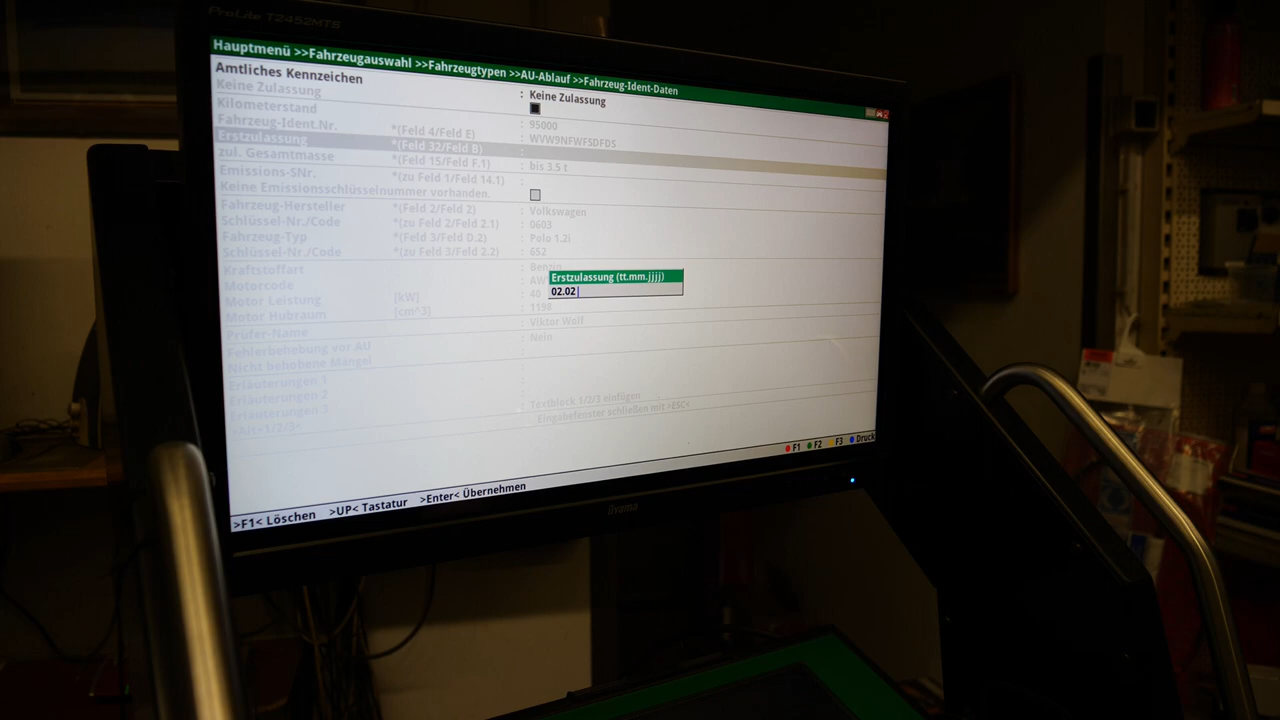 ProLite T2452MTS
Hauptmenü >>Fahrzeugauswahl >>Fahrzeugtypen >>AU-Ablauf >>Fahrzeug-Ident-Daten
Amtliches Kennzeichen : Keine Zulassung
Keine Zulassung
Kilometerstand : 95000
Fahrzeug-Ident.Nr. *(Feld 4/Feld E) : WVW9NFWFSDFDS
Erstzulassung *(Feld 32/Feld B) :
zul. Gesamtmasse *(Feld 15/Feld F.1) : bis 3.5 t
Emissions-SNr. *(zu Feld 1/Feld 14.1) :
Keine Emissionsschlüsselnummer vorhanden.
Fahrzeug-Hersteller *(Feld 2/Feld 2) : Volkswagen
Schlüssel-Nr./Code *(zu Feld 2/Feld 2.1) : 0603
Fahrzeug-Typ *(Feld 3/Feld D.2) : Polo 1.2i
Schlüssel-Nr./Code *(zu Feld 3/Feld 2.2) : 652
Kraftstoffart : Benzin
Motorcode : AW
Motor Leistung [kW] : 40
Motor Hubraum [cm^3] : 1198
Prüfer-Name : Viktor Wolf
Fehlerbehebung vor AU : Nein
Nicht bohobene Mängel :
Erläuterungen 1 :
Erläuterungen 2 :
Erläuterungen 3 : Textblock 1/2/3 einfügen
>Alt+1/2/3< Eingabefenster schließen mit >ESC<
Erstzulassung (tt.mm.jjjj)
02.02
F1 F2 F3 Druck
>F1< Löschen >UP< Tastatur >Enter< Übernehmen
iiyama